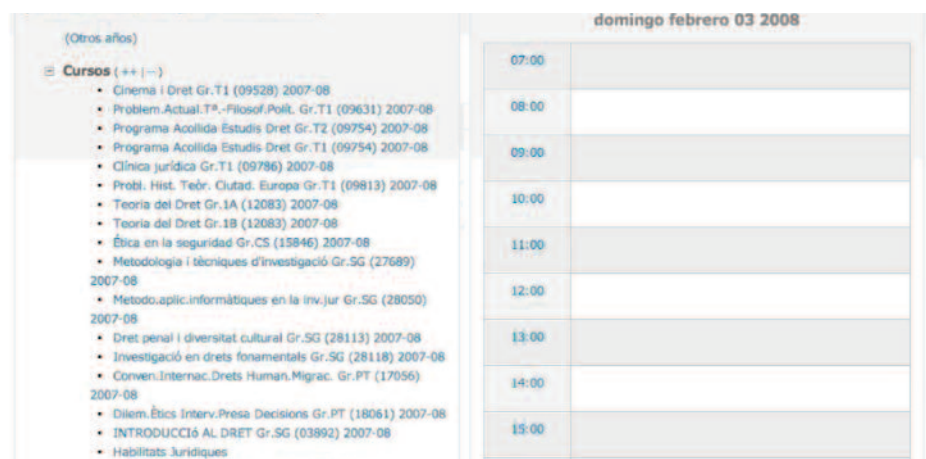 (Otros años)
Cursos (++|--)
• Cinema i Dret Gr.T1 (09528) 2007-08
• Problem.Actual.Tª.-Filosof.Polít. Gr.T1 (09631) 2007-08
• Programa Acollida Estudis Dret Gr.T2 (09754) 2007-08
• Programa Acollida Estudis Dret Gr.T1 (09754) 2007-08
• Clínica jurídica Gr.T1 (09786) 2007-08
• Probl. Hist. Teòr. Ciutad. Europa Gr.T1 (09813) 2007-08
• Teoria del Dret Gr.1A (12083) 2007-08
• Teoria del Dret Gr.1B (12083) 2007-08
• Ética en la seguridad Gr.CS (15846) 2007-08
• Metodologia i tècniques d'investigació Gr.SG (27689)
2007-08
• Metodo.aplic.informàtiques en la inv.jur Gr.SG (28050)
2007-08
• Dret penal i diversitat cultural Gr.SG (28113) 2007-08
• Investigació en drets fonamentals Gr.SG (28118) 2007-08
• Conven.Internac.Drets Human.Migrac. Gr.PT (17056)
2007-08
• Dilem.Ètics Interv.Presa Decisions Gr.PT (18061) 2007-08
• INTRODUCCIó AL DRET Gr.SG (03892) 2007-08
• Habilitats Jurídiques
domingo febrero 03 2008
07:00
08:00
09:00
10:00
11:00
12:00
13:00
14:00
15:00